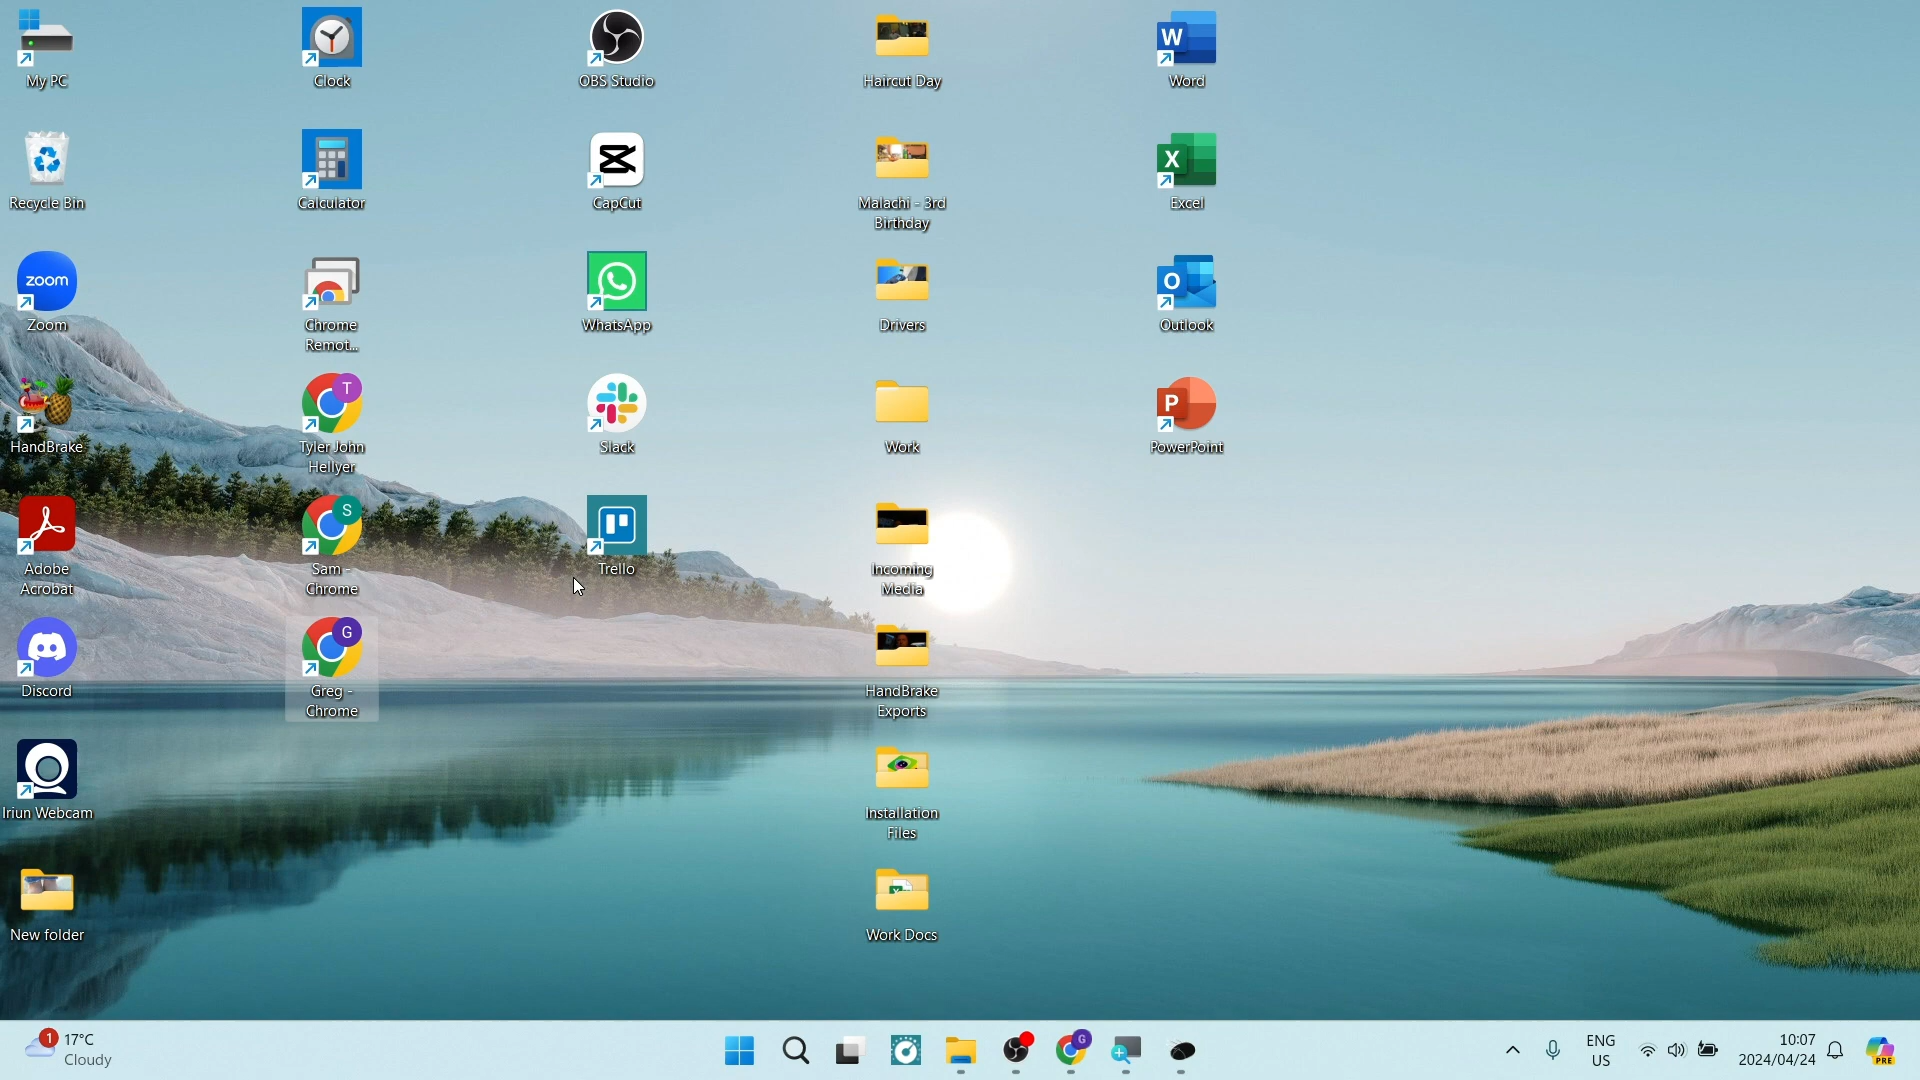 My PC
Recycle Bin
zoom
Zoom
HandBrake
Adobe
Acrobat
Discord
Iriun Webcam
New folder
Clock
Calculator
Chrome
Remot...
T
Tyler John
Hellyer
S
Sam -
Chrome
G
Greg -
Chrome
OBS Studio
CapCut
WhatsApp
Slack
Trello
Haircut Day
Malachi - 3rd
Birthday
Drivers
Work
Incoming
Media
HandBrake
Exports
Installation
Files
Work Docs
W
Word
X
Excel
O
Outlook
P
PowerPoint
1
17°C
Cloudy
G
ENG
US
10:07
2024/04/24
PRE